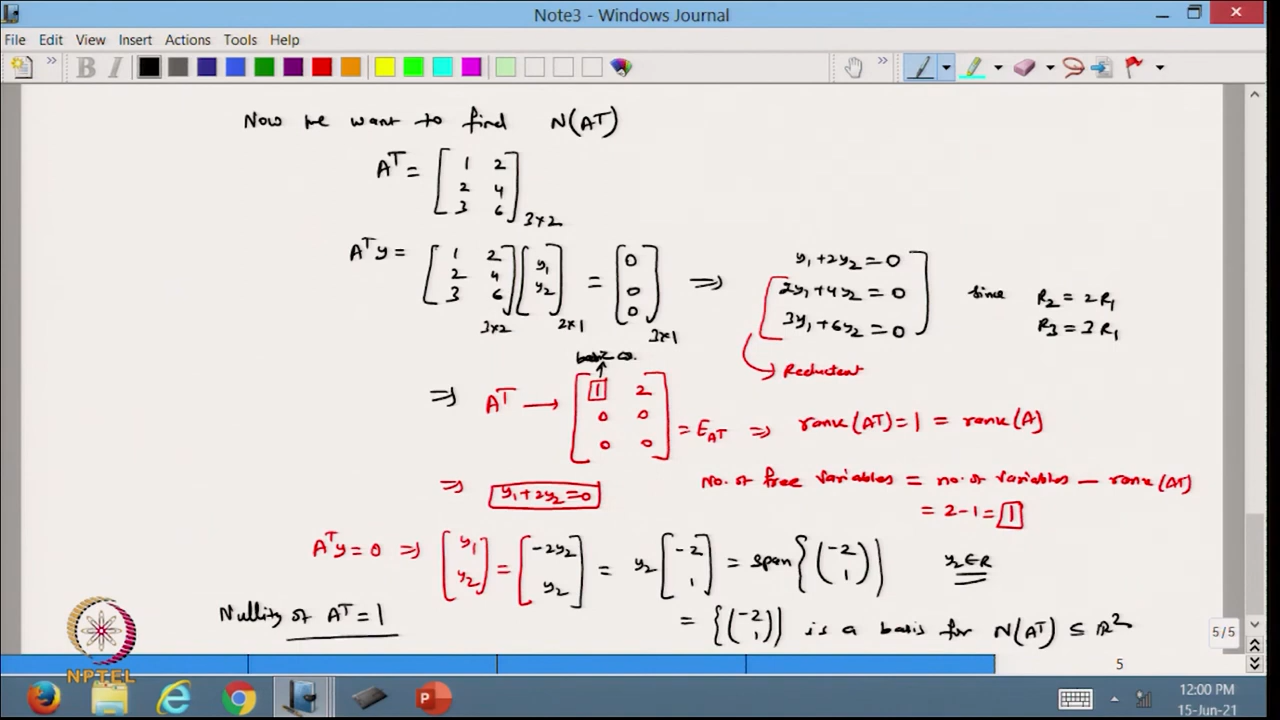 Note3 - Windows Journal
File Edit View Insert Actions Tools Help
Now we want to find N(AT)
A^T = [1 2; 2 4; 3 6] 3×2
A^T y = [1 2; 2 4; 3 6] 3×2 [y1; y2] 2×1 = [0; 0; 0] 3×1 ⇒ y1+2y2=0
2y1+4y2=0
3y1+6y2=0
since R2 = 2R1
R3 = 3R1
Reductent
basic co.
⇒ A^T → [1 2; 0 0; 0 0] = E_AT ⇒ rank(AT)=1 = rank(A)
⇒ y1+2y2=0
No. of free variables = no. of variables − rank(AT)
= 2-1=1
A^T y = 0 ⇒ [y1; y2] = [-2y2; y2] = y2 [-2; 1] = span{(-2; 1)} y2∈R
Nullity of AT=1
= {(-2; 1)} is a basis for N(AT) ⊆ R^2
NPTEL
5/5
5
12:00 PM
15-Jun-21